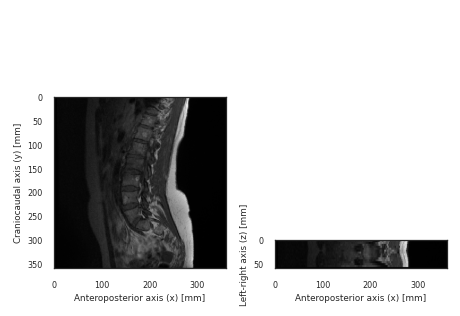 0
50
100
150
200
250
300
350
Craniocaudal axis (y) [mm]
0 100 200 300
Anteroposterior axis (x) [mm]
0
50
Left-right axis (z) [mm]
0 100 200 300
Anteroposterior axis (x) [mm]